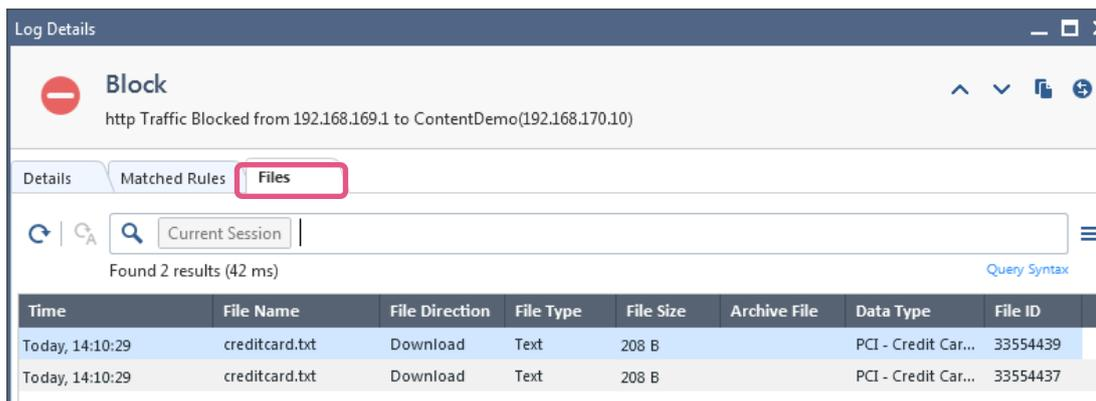 Log Details
Block
http Traffic Blocked from 192.168.169.1 to ContentDemo(192.168.170.10)
Details Matched Rules Files
Current Session
Found 2 results (42 ms) Query Syntax
Time File Name File Direction File Type File Size Archive File Data Type File ID
Today, 14:10:29 creditcard.txt Download Text 208 B PCI - Credit Car... 33554439
Today, 14:10:29 creditcard.txt Download Text 208 B PCI - Credit Car... 33554437